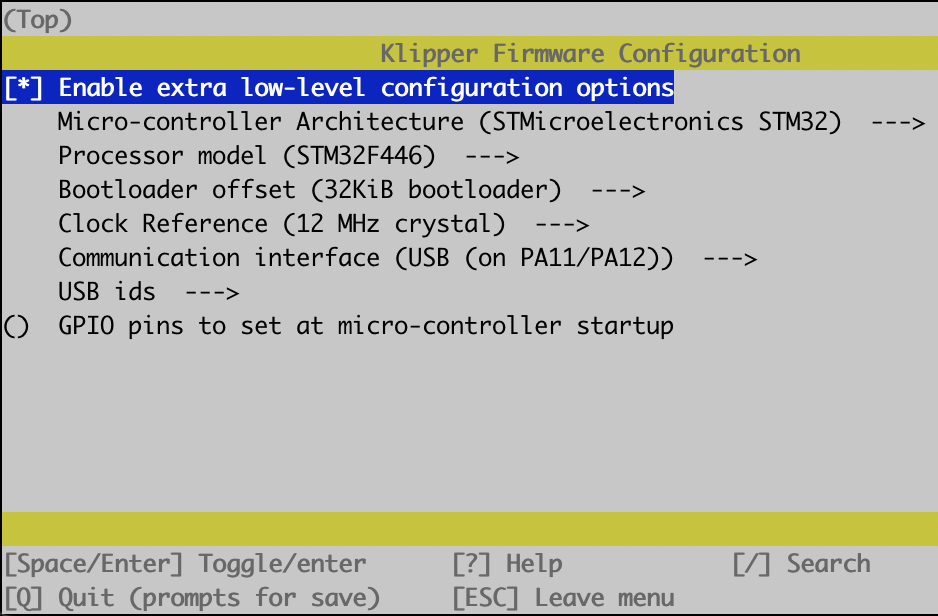 (Top)
Klipper Firmware Configuration
[*] Enable extra low-level configuration options
Micro-controller Architecture (STMicroelectronics STM32)  --->
Processor model (STM32F446)  --->
Bootloader offset (32KiB bootloader)  --->
Clock Reference (12 MHz crystal)  --->
Communication interface (USB (on PA11/PA12))  --->
USB ids  --->
()  GPIO pins to set at micro-controller startup
[Space/Enter] Toggle/enter  [?] Help  [/] Search
[Q] Quit (prompts for save)  [ESC] Leave menu